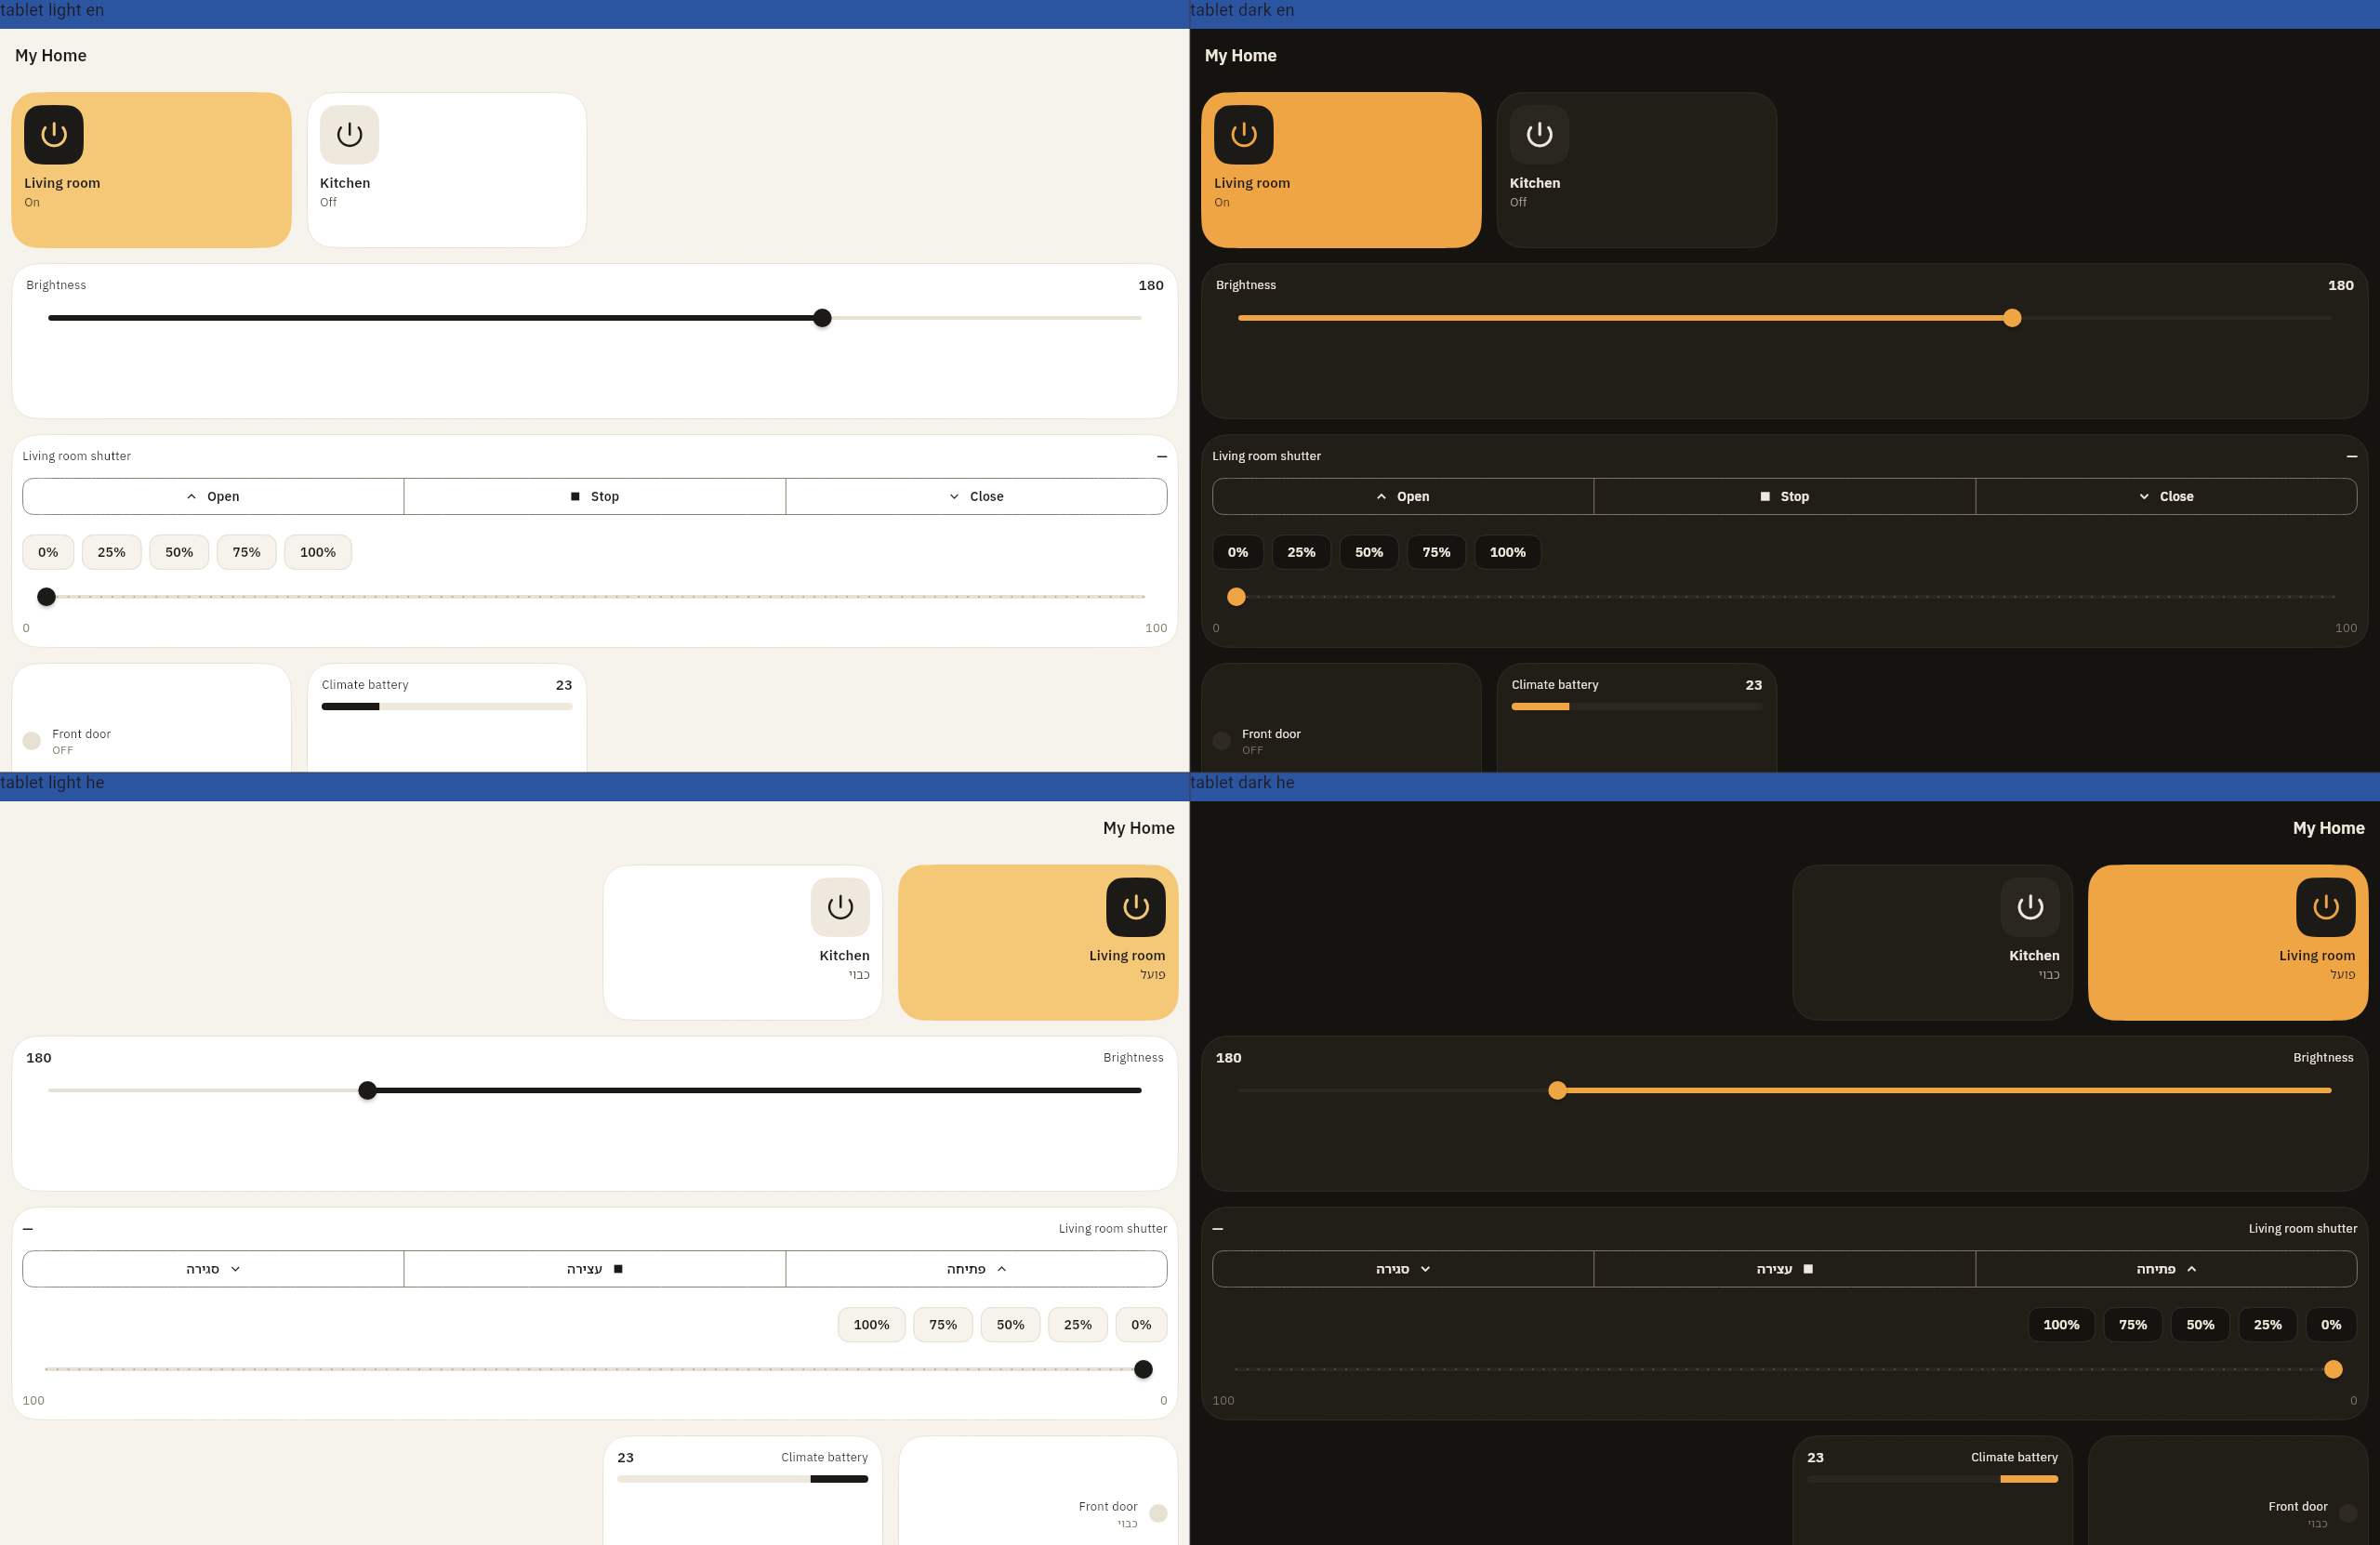 tablet light en
My Home
Living room
On
Kitchen
Off
Brightness
180
Living room shutter
—
Open
Stop
Close
0%
25%
50%
75%
100%
0
100
Front door
OFF
Climate battery
23
tablet dark en
My Home
Living room
On
Kitchen
Off
Brightness
180
Living room shutter
—
Open
Stop
Close
0%
25%
50%
75%
100%
0
100
Front door
OFF
Climate battery
23
tablet light he
My Home
Living room
פועל
Kitchen
כבוי
Brightness
180
Living room shutter
—
פתיחה
עצירה
סגירה
0%
25%
50%
75%
100%
0
100
Front door
כבוי
Climate battery
23
tablet dark he
My Home
Living room
פועל
Kitchen
כבוי
Brightness
180
Living room shutter
—
פתיחה
עצירה
סגירה
0%
25%
50%
75%
100%
0
100
Front door
כבוי
Climate battery
23